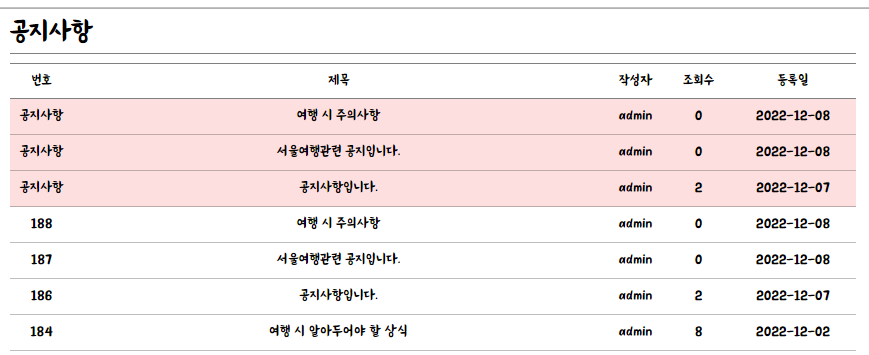 공지사항
번호 제목 작성자 조회수 등록일
공지사항 여행 시 주의사항 admin 0 2022-12-08
공지사항 서울여행관련 공지입니다. admin 0 2022-12-08
공지사항 공지사항입니다. admin 2 2022-12-07
188 여행 시 주의사항 admin 0 2022-12-08
187 서울여행관련 공지입니다. admin 0 2022-12-08
186 공지사항입니다. admin 2 2022-12-07
184 여행 시 알아두어야 할 상식 admin 8 2022-12-02